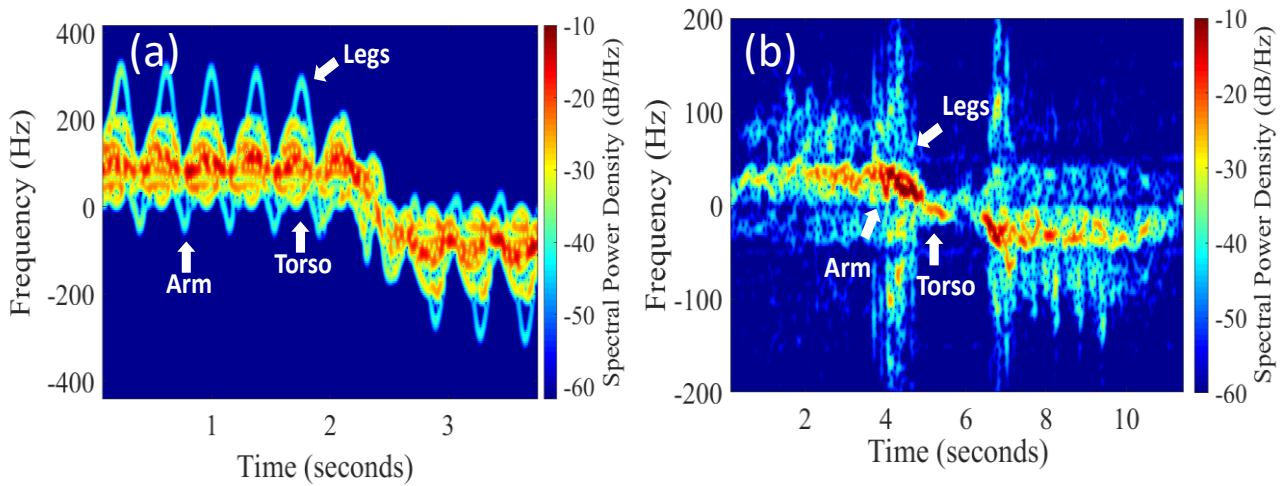 (a)
Legs
Arm
Torso
400
200
0
-200
-400
1
2
3
Frequency (Hz)
Time (seconds)
-10
-20
-30
-40
-50
-60
Spectral Power Density (dB/Hz)
(b)
Legs
Arm
Torso
200
100
0
-100
-200
2
4
6
8
10
Frequency (Hz)
Time (seconds)
-10
-20
-30
-40
-50
-60
Spectral Power Density (dB/Hz)